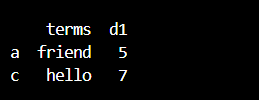 terms d1
a friend 5
c hello 7